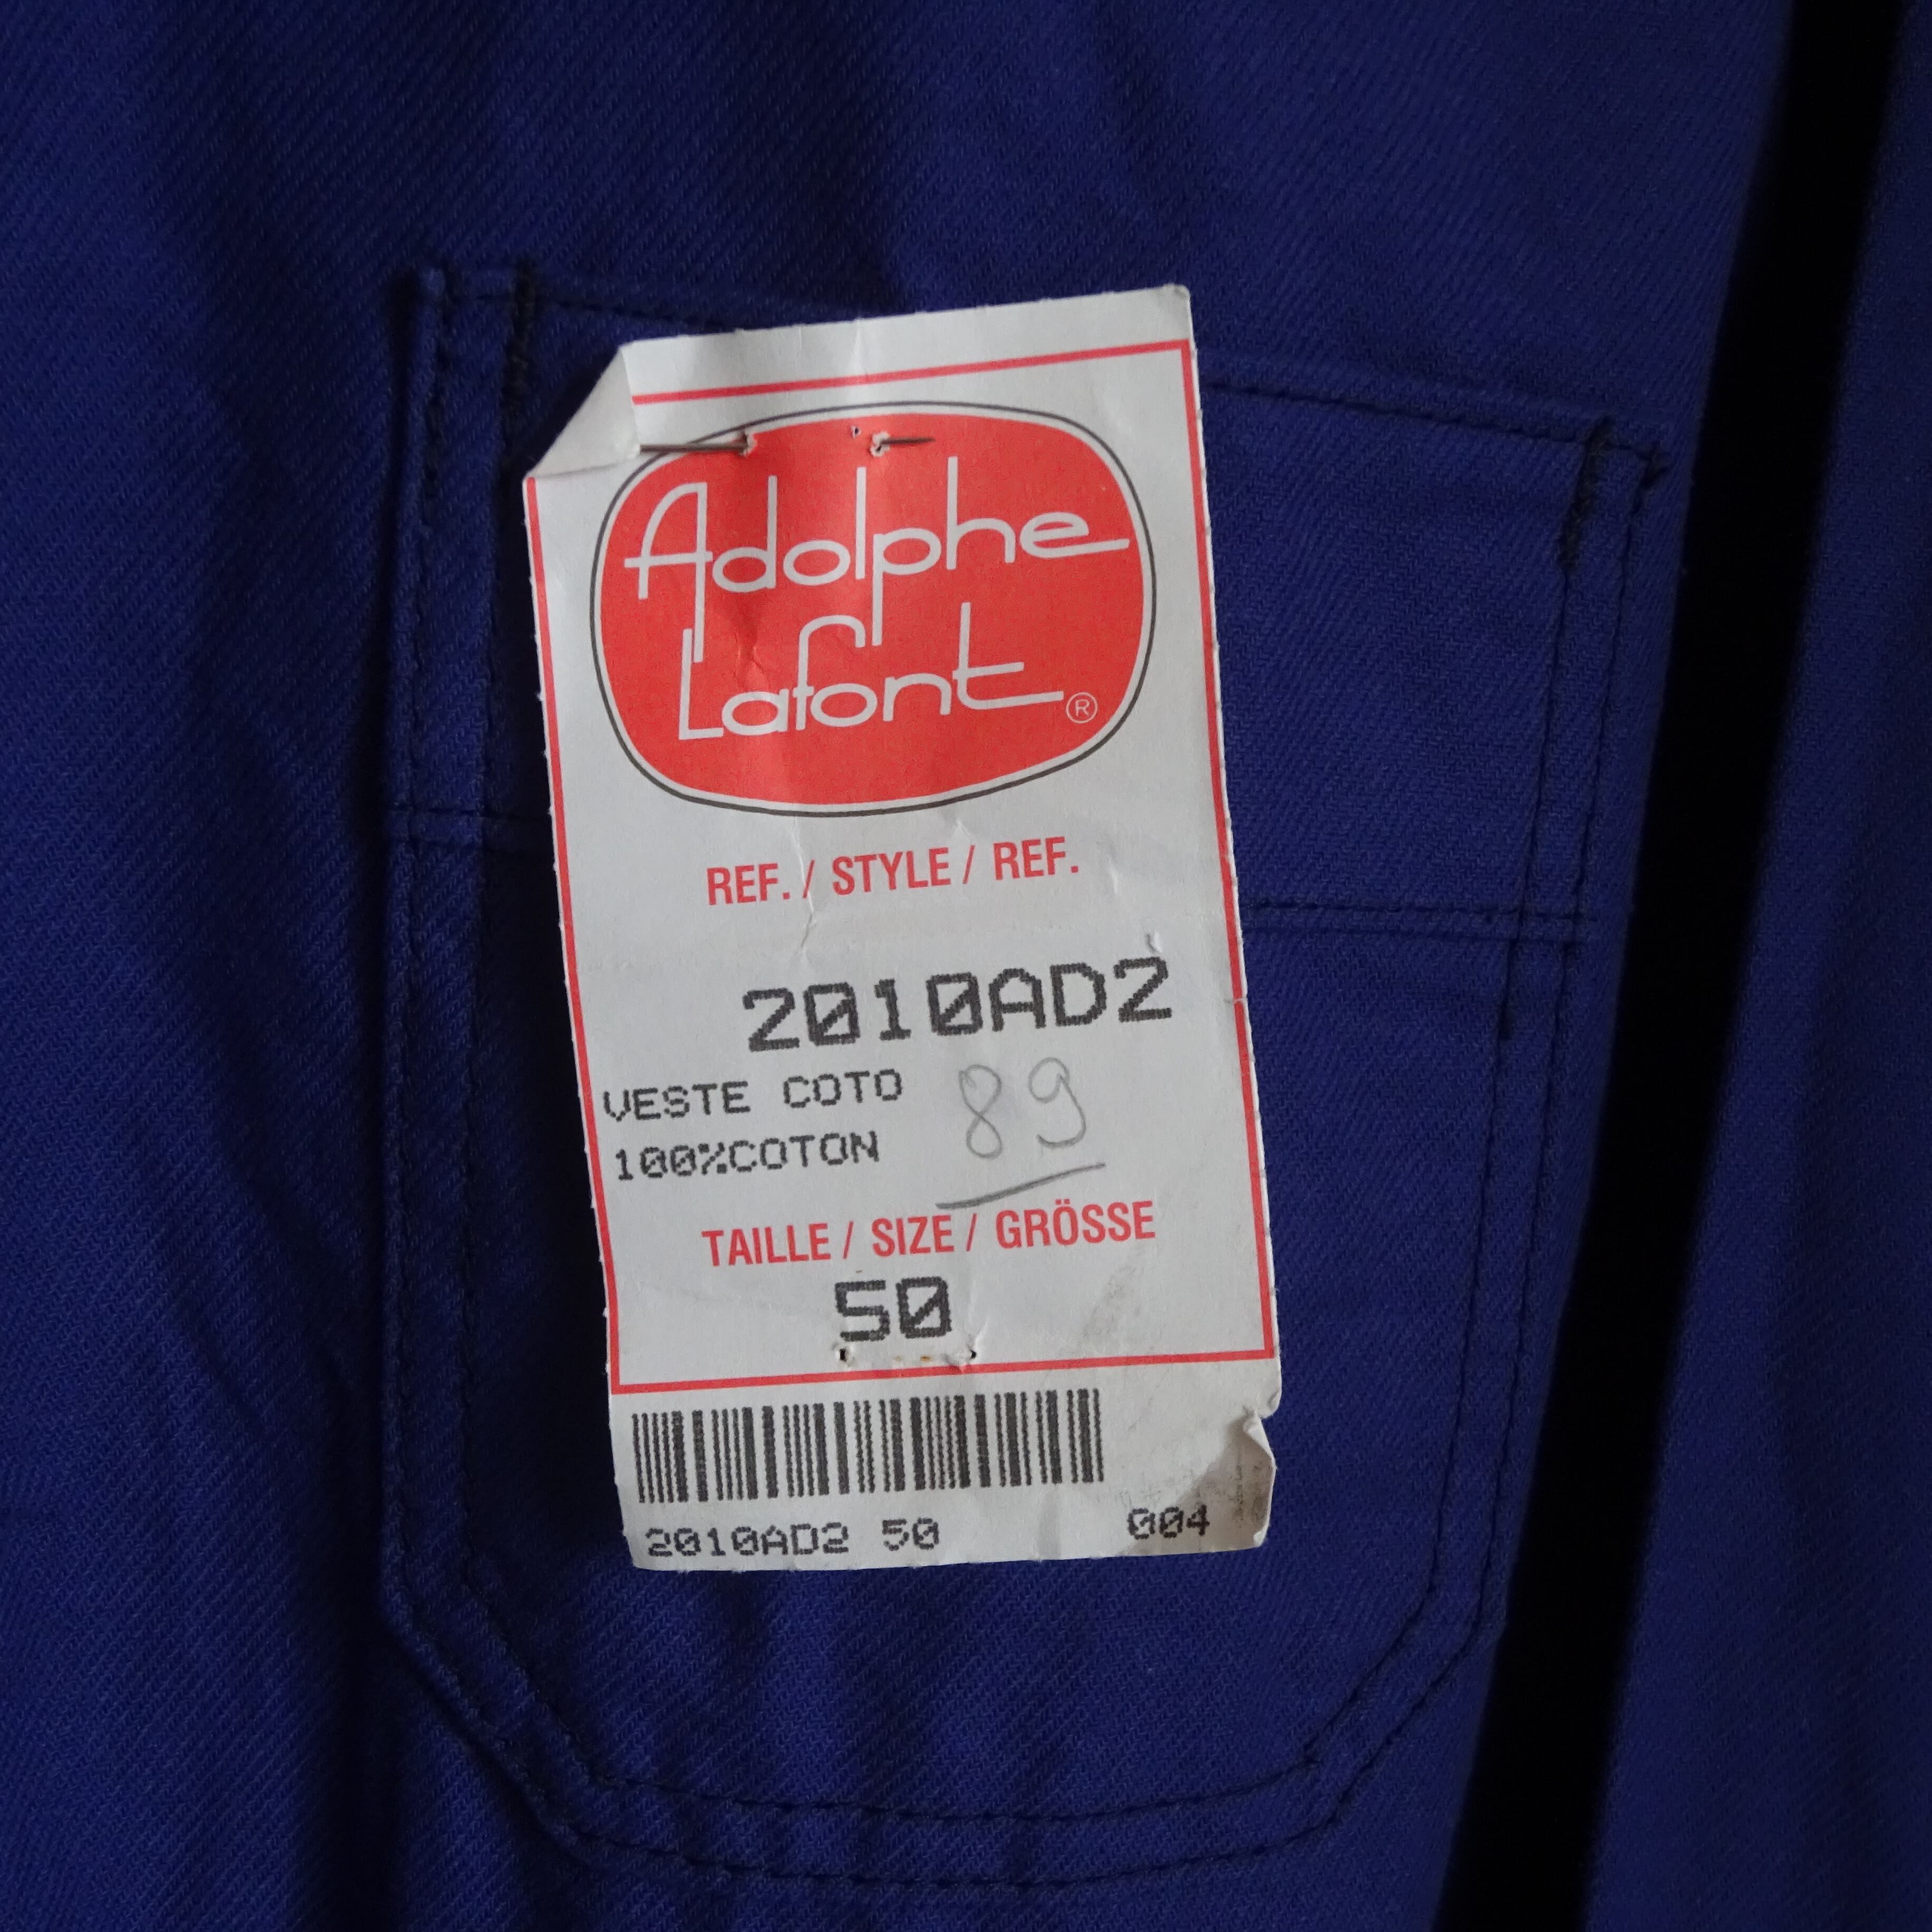 Adolphe
Lafont®
REF. / STYLE / REF.
2010AD2
VESTE COTO
89
100%COTON
TAILLE / SIZE / GRÖSSE
50
2010AD2 50 004